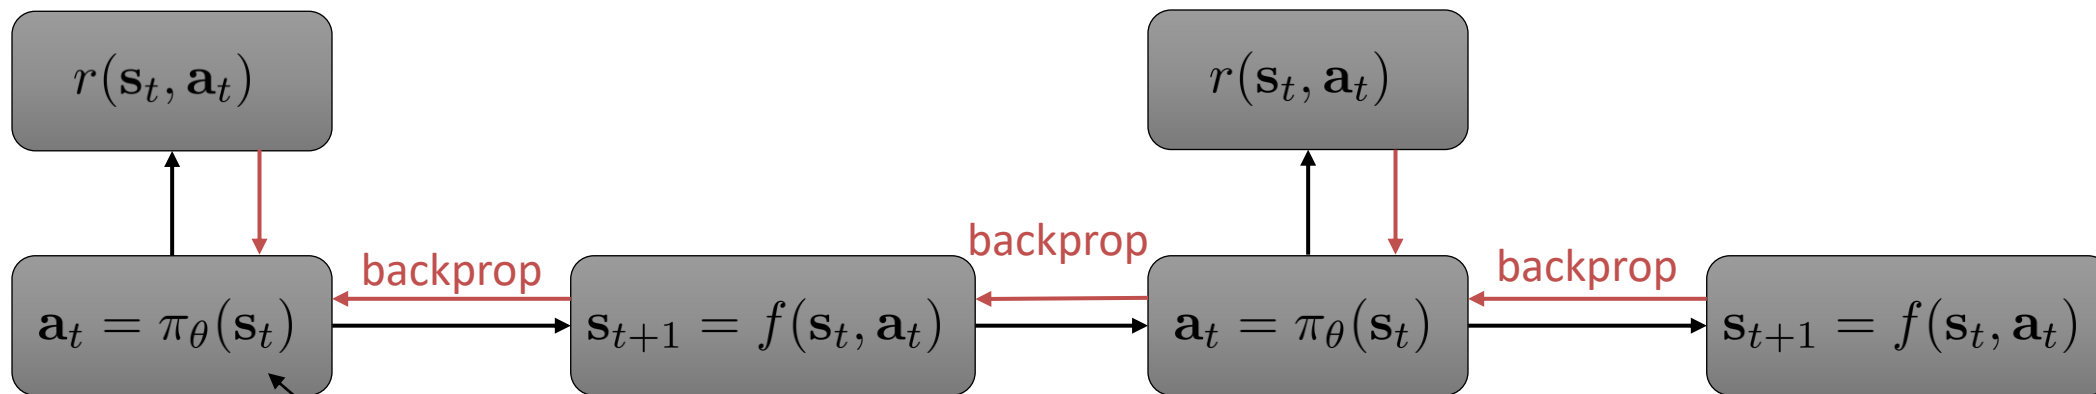 r(s_t, a_t)
r(s_t, a_t)
backprop
backprop
backprop
a_t = π_θ(s_t)
s_{t+1} = f(s_t, a_t)
a_t = π_θ(s_t)
s_{t+1} = f(s_t, a_t)